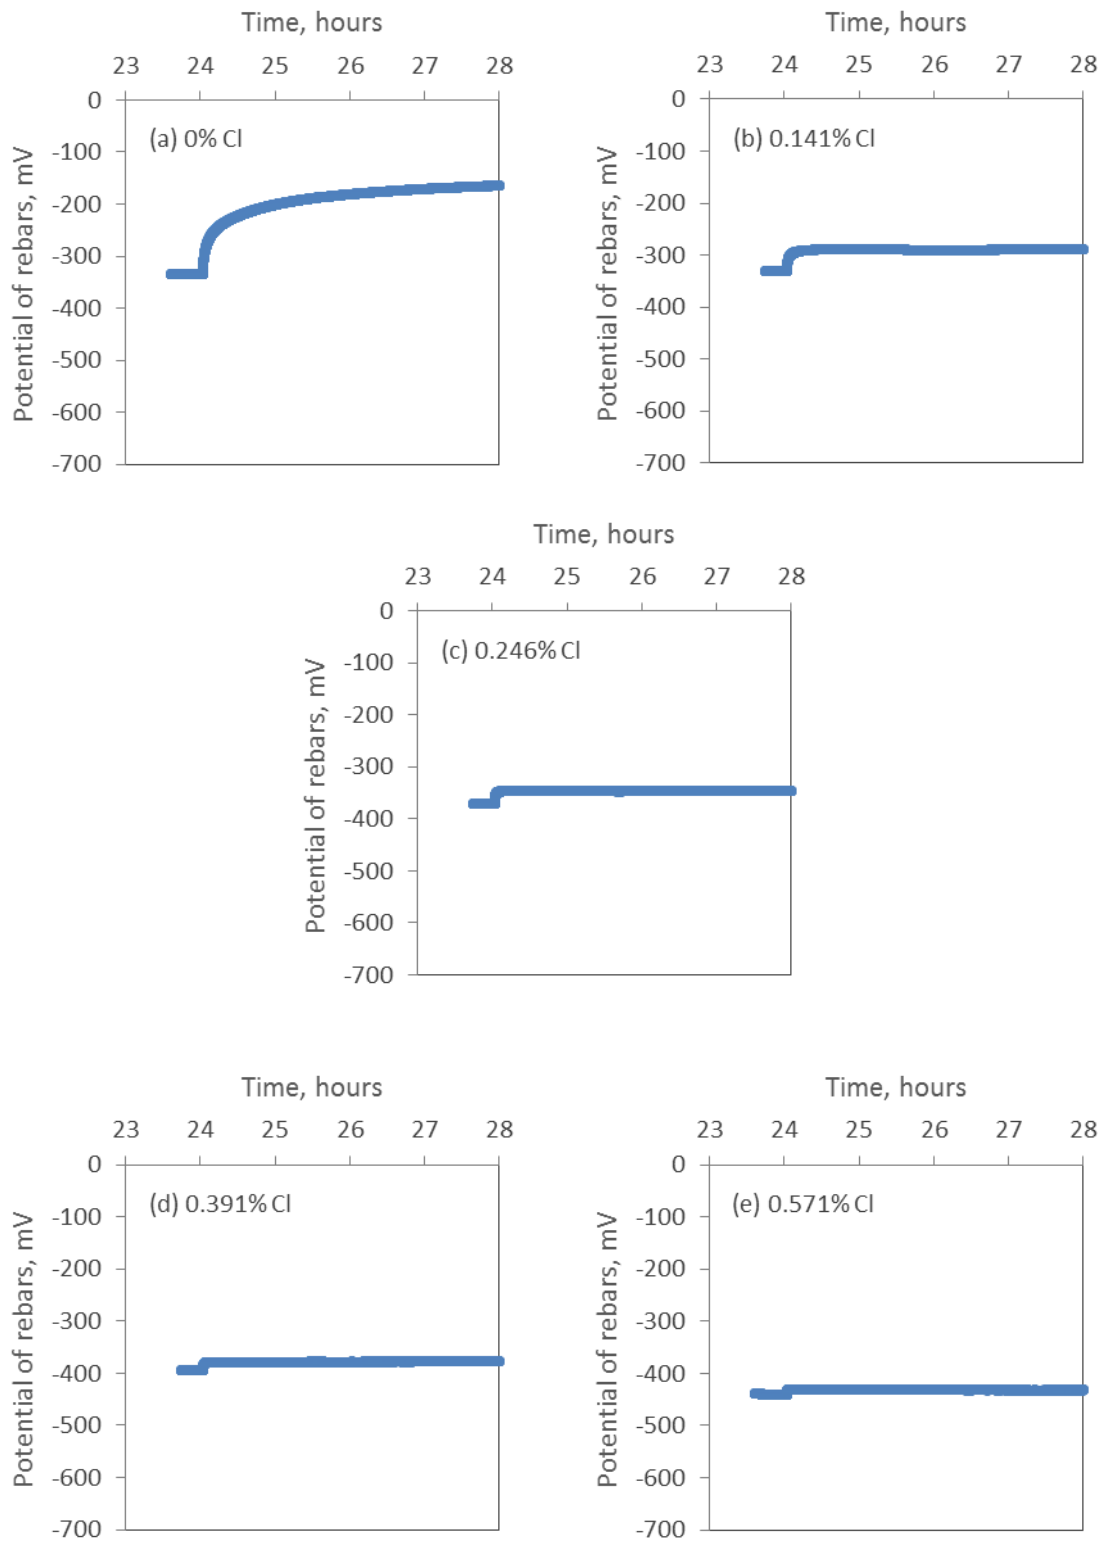 Time, hours
23 24 25 26 27 28
0
(a) 0% Cl
-100
-200
-300
-400
-500
-600
-700
Potential of rebars, mV
Time, hours
23 24 25 26 27 28
0
(b) 0.141% Cl
-100
-200
-300
-400
-500
-600
-700
Potential of rebars, mV
Time, hours
23 24 25 26 27 28
0
(c) 0.246% Cl
-100
-200
-300
-400
-500
-600
-700
Potential of rebars, mV
Time, hours
23 24 25 26 27 28
0
(d) 0.391% Cl
-100
-200
-300
-400
-500
-600
-700
Potential of rebars, mV
Time, hours
23 24 25 26 27 28
0
(e) 0.571% Cl
-100
-200
-300
-400
-500
-600
-700
Potential of rebars, mV